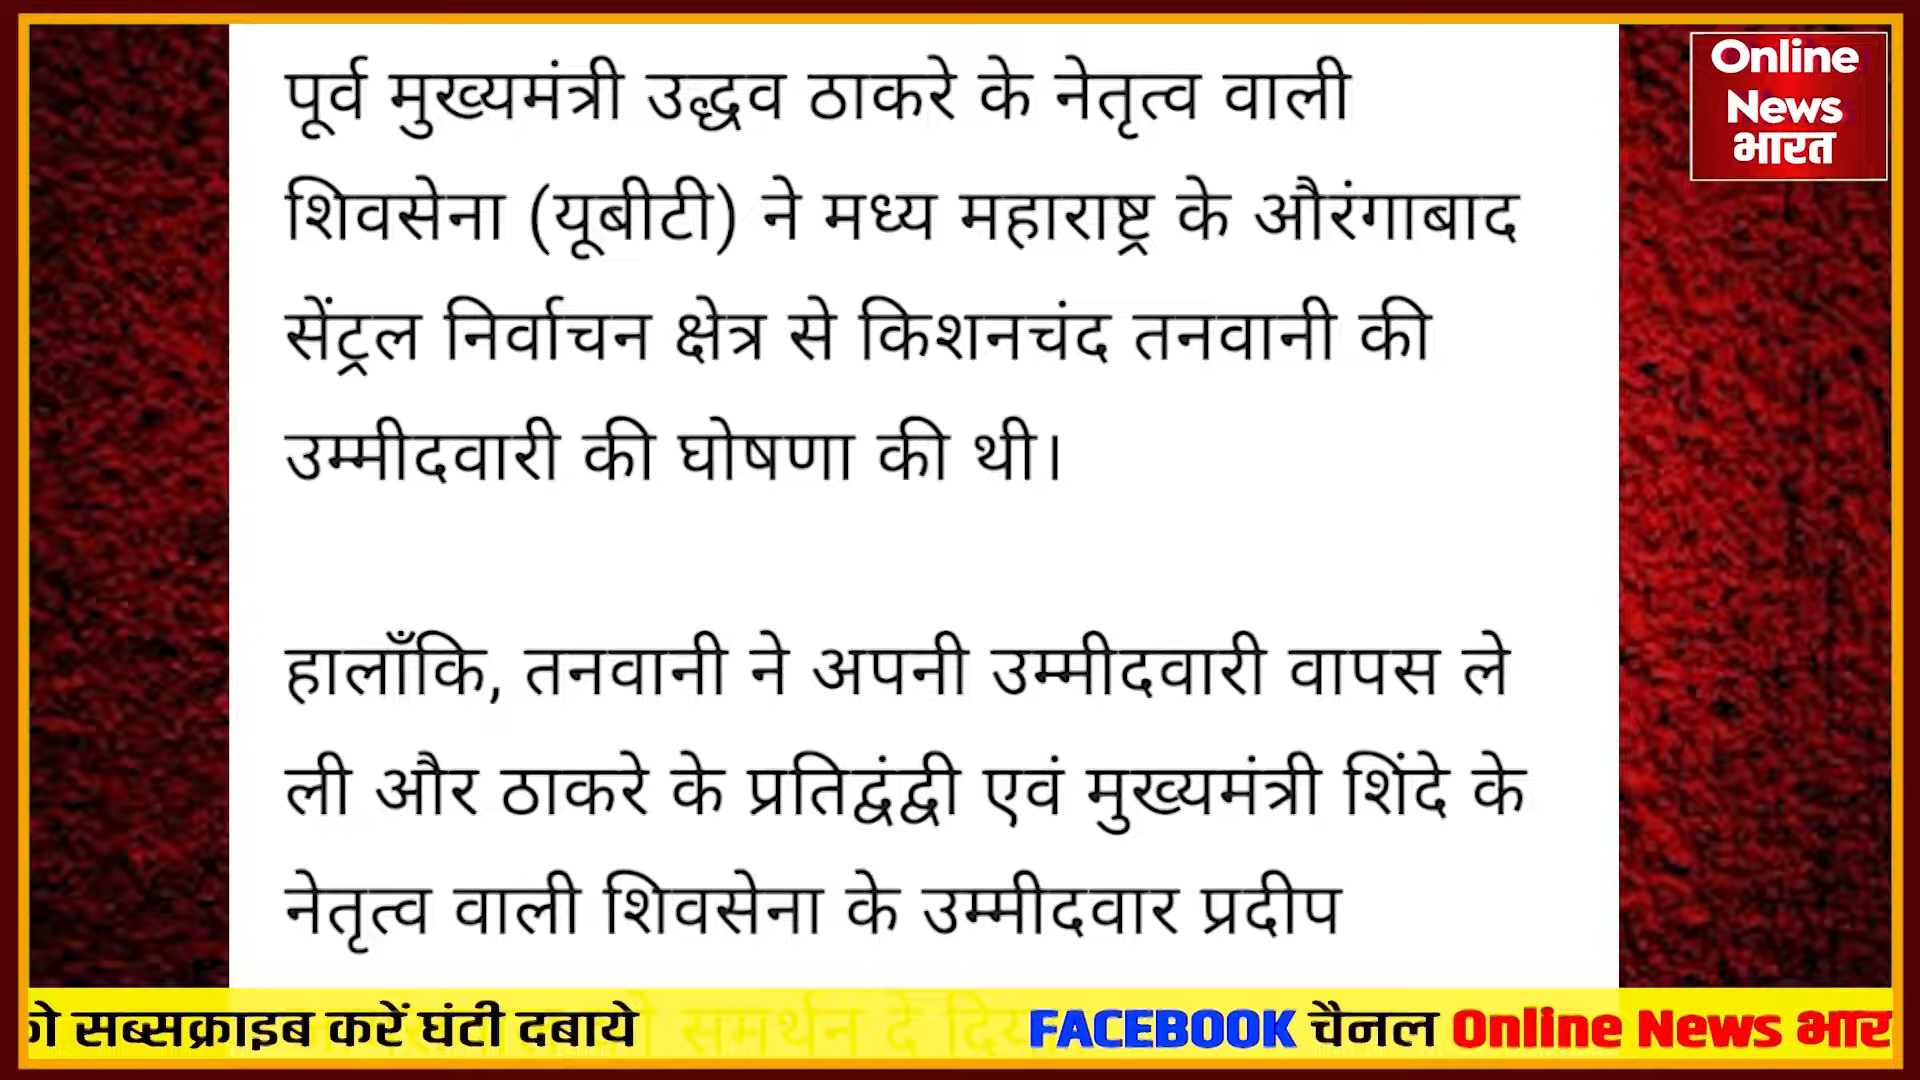 पूर्व मुख्यमंत्री उद्धव ठाकरे के नेतृत्व वाली
शिवसेना (यूबीटी) ने मध्य महाराष्ट्र के औरंगाबाद
सेंट्रल निर्वाचन क्षेत्र से किशनचंद तनवानी की
उम्मीदवारी की घोषणा की थी।
हालाँकि, तनवानी ने अपनी उम्मीदवारी वापस ले
ली और ठाकरे के प्रतिद्वंद्वी एवं मुख्यमंत्री शिंदे के
नेतृत्व वाली शिवसेना के उम्मीदवार प्रदीप
समर्थन दे
सब्सक्राइब करें घंटी दबाये FACEBOOK चैनल Online News भार
Online
News
भारत